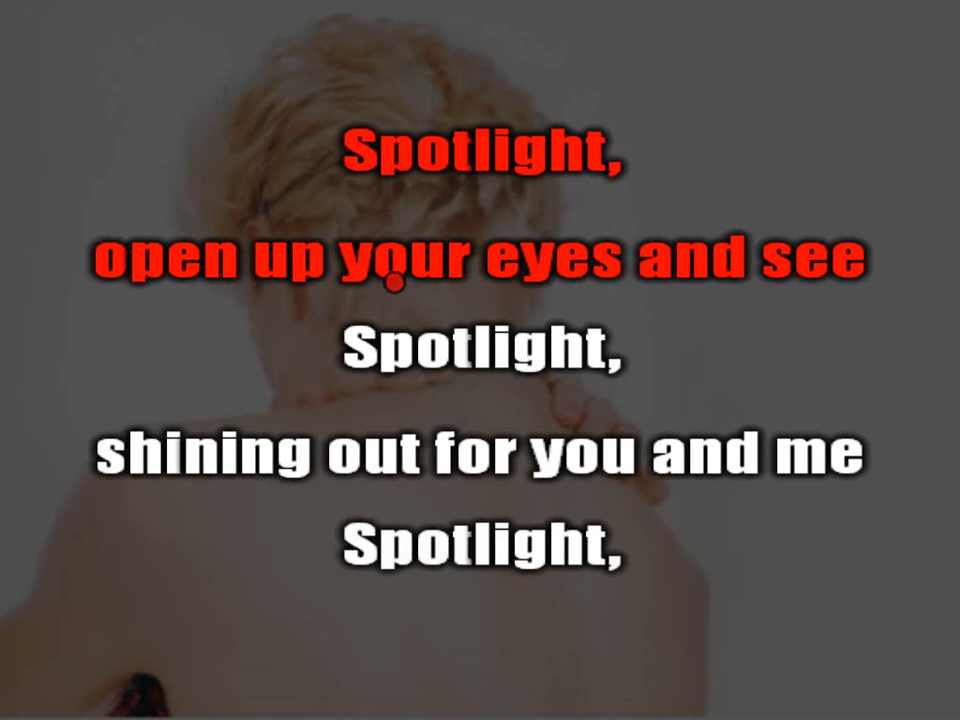 Spotlight,
open up your eyes and see
Spotlight,
shining out for you and me
Spotlight,